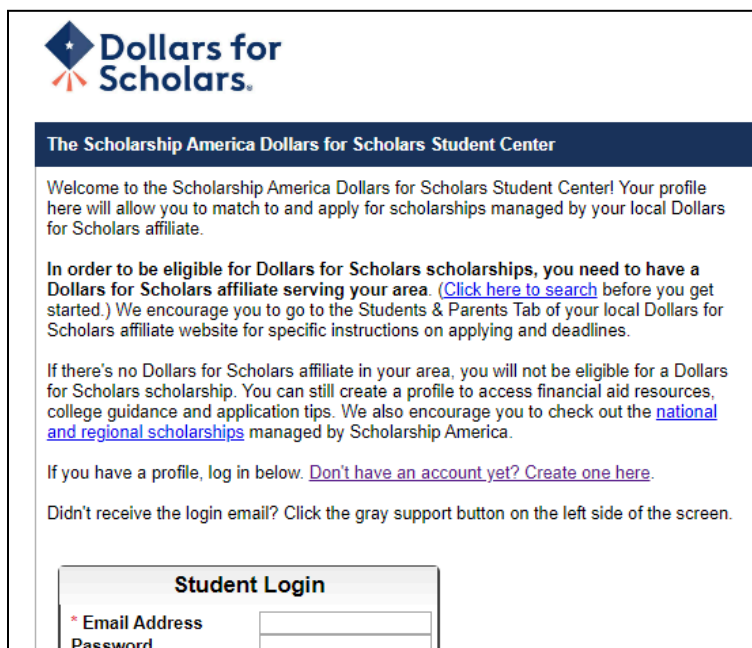 Dollars for
Scholars®
The Scholarship America Dollars for Scholars Student Center
Welcome to the Scholarship America Dollars for Scholars Student Center! Your profile
here will allow you to match to and apply for scholarships managed by your local Dollars
for Scholars affiliate.
In order to be eligible for Dollars for Scholars scholarships, you need to have a
Dollars for Scholars affiliate serving your area. (Click here to search before you get
started.) We encourage you to go to the Students & Parents Tab of your local Dollars for
Scholars affiliate website for specific instructions on applying and deadlines.
If there's no Dollars for Scholars affiliate in your area, you will not be eligible for a Dollars
for Scholars scholarship. You can still create a profile to access financial aid resources,
college guidance and application tips. We also encourage you to check out the national
and regional scholarships managed by Scholarship America.
If you have a profile, log in below. Don't have an account yet? Create one here.
Didn't receive the login email? Click the gray support button on the left side of the screen.
Student Login
* Email Address
Password